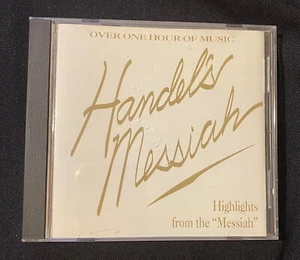 OVER ONE HOUR OF MUSIC
Handel's
Messiah
Highlights
from the "Messiah"